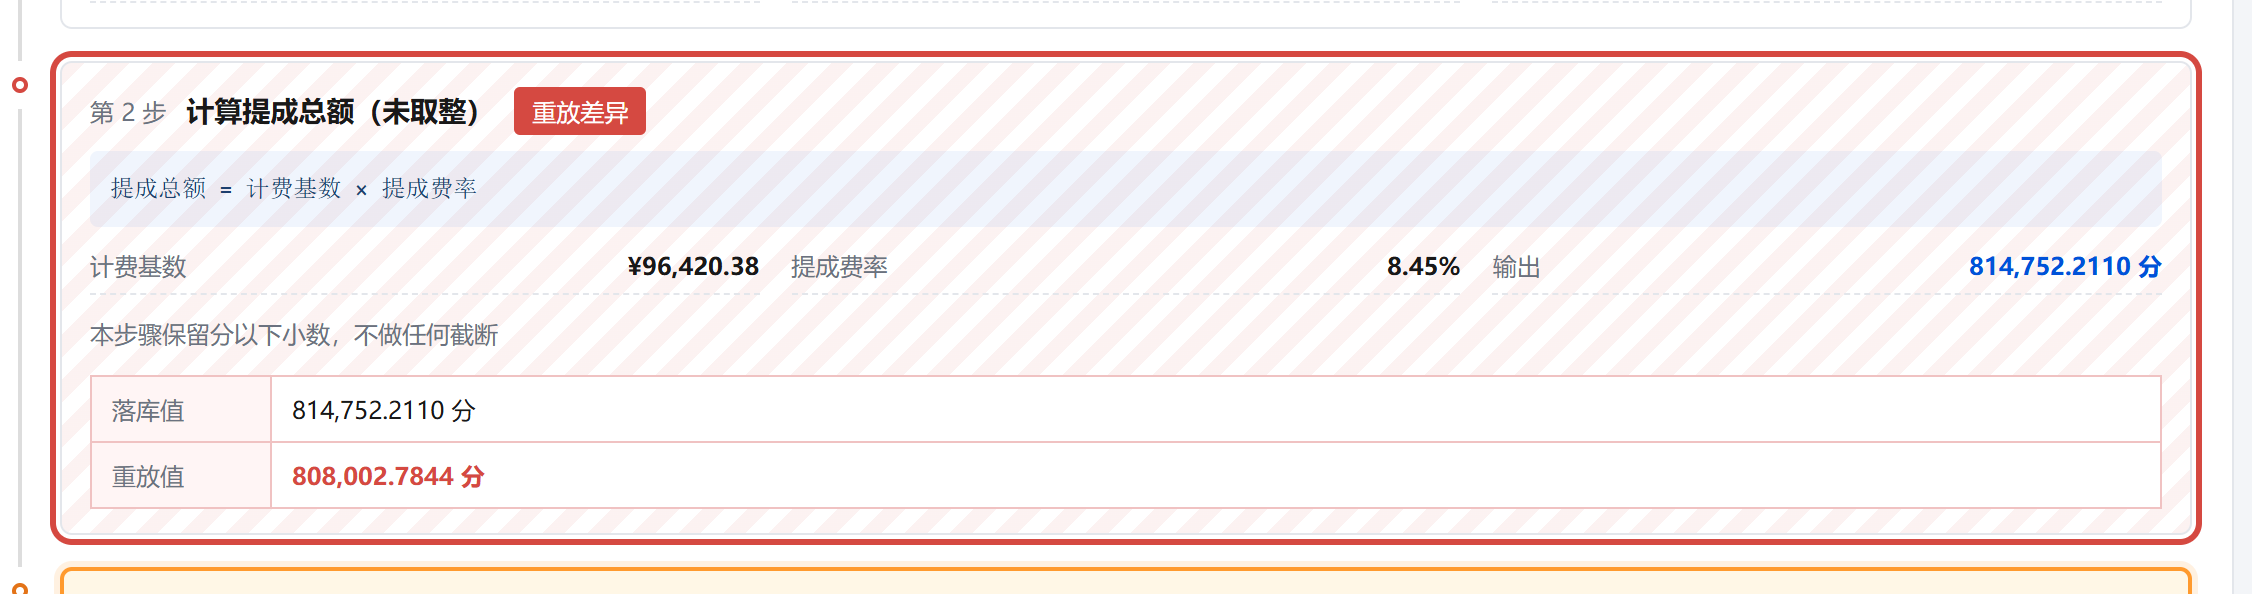 第 2 步 计算提成总额（未取整） 重放差异
提成总额 = 计费基数 × 提成费率
计费基数 ¥96,420.38 提成费率 8.45% 输出 814,752.2110 分
本步骤保留分以下小数，不做任何截断
落库值 814,752.2110 分
重放值 808,002.7844 分